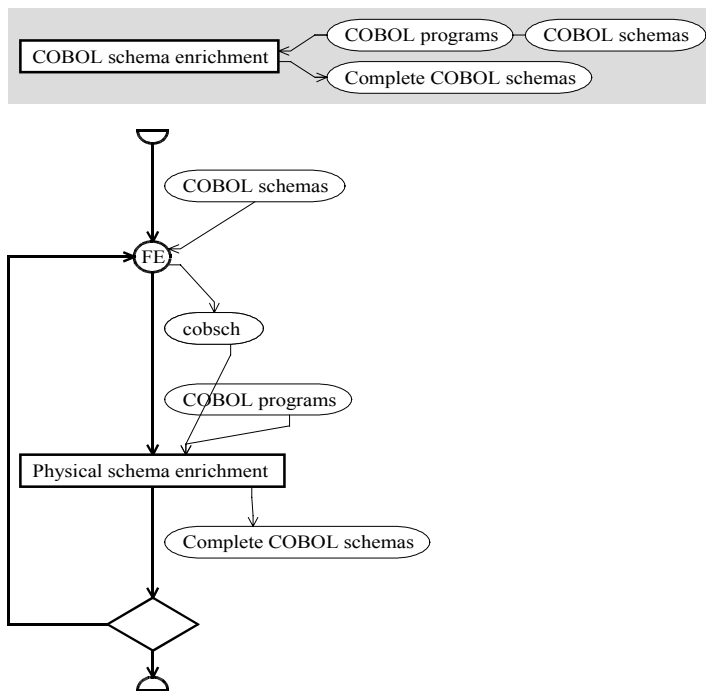 COBOL programs
COBOL schemas
COBOL schema enrichment
Complete COBOL schemas
COBOL schemas
FE
cobsch
COBOL programs
Physical schema enrichment
Complete COBOL schemas